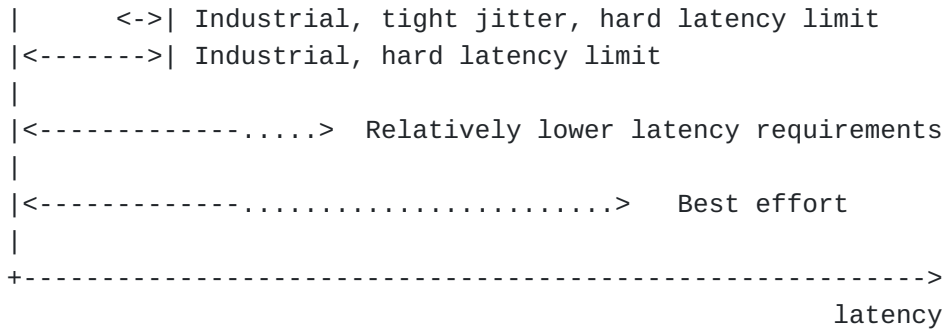 |      <->| Industrial, tight jitter, hard latency limit
|<------->| Industrial, hard latency limit
|
|<-------------.....>  Relatively lower latency requirements
|
|<-------------........................>   Best effort
|
+---------------------------------------------------------->
                                                     latency